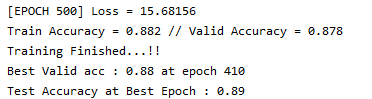 [EPOCH 500] Loss = 15.68156
Train Accuracy = 0.882 // Valid Accuracy = 0.878
Training Finished...!!
Best Valid acc : 0.88 at epoch 410
Test Accuracy at Best Epoch : 0.89